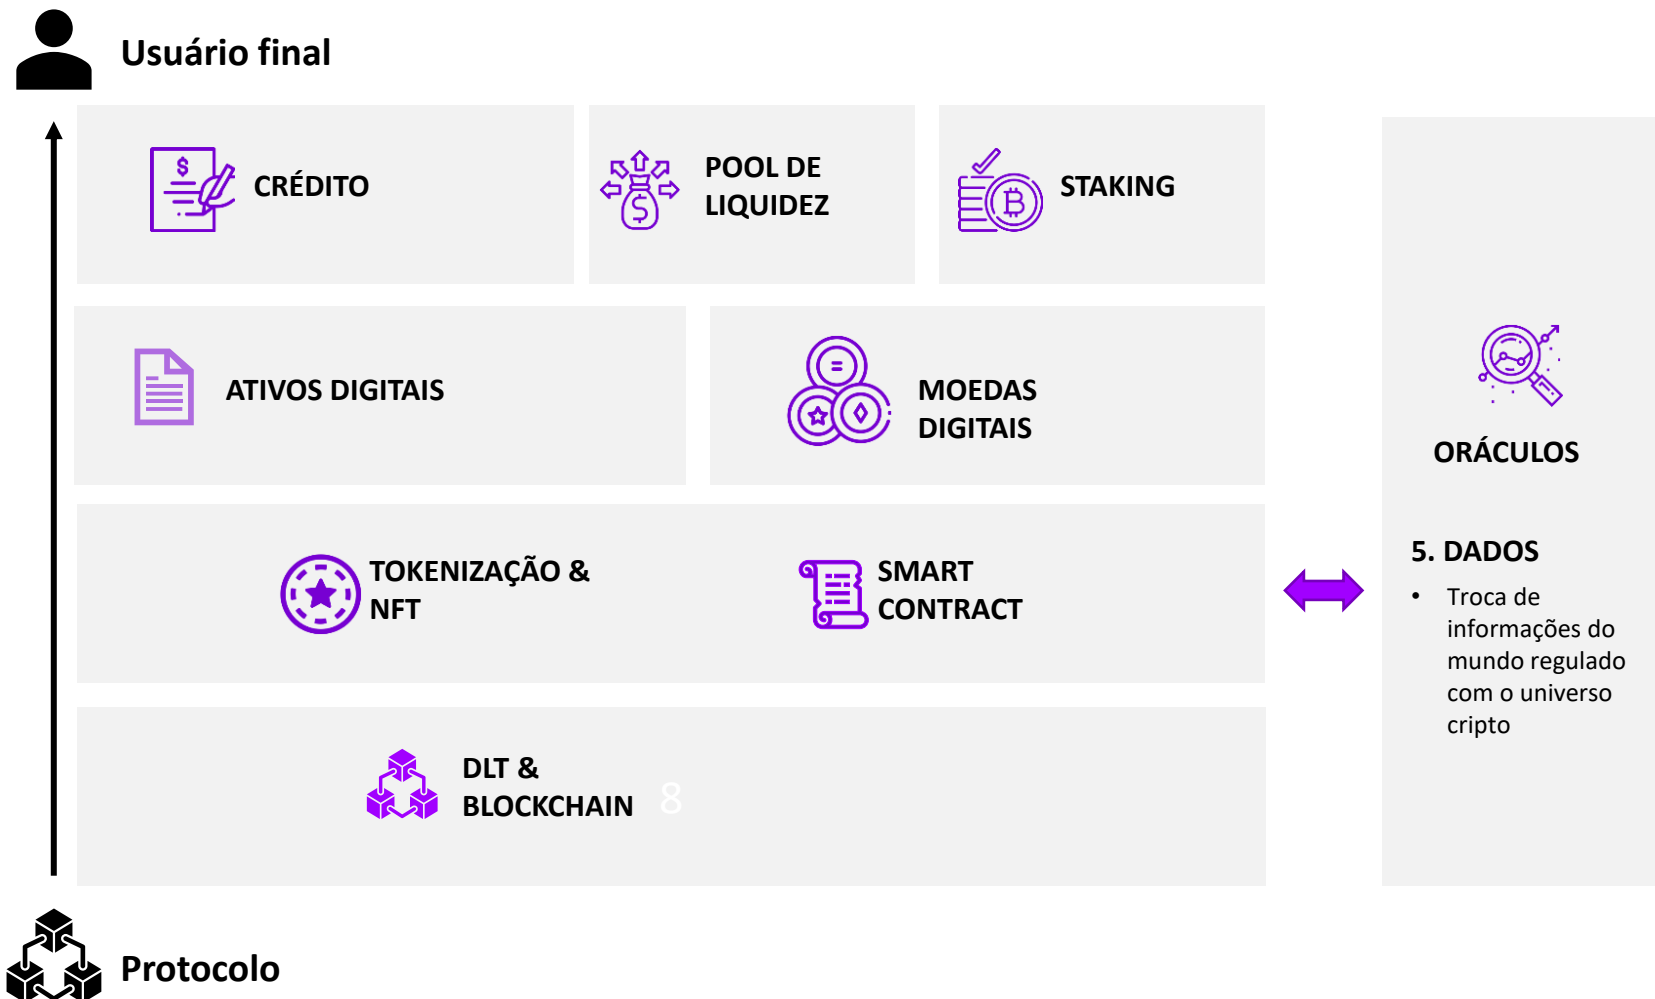 Usuário final
CRÉDITO
POOL DE
LIQUIDEZ
STAKING
ATIVOS DIGITAIS
MOEDAS
DIGITAIS
TOKENIZAÇÃO &
NFT
SMART
CONTRACT
DLT &
BLOCKCHAIN
8
Protocolo
ORÁCULOS
5. DADOS
• Troca de
informações do
mundo regulado
com o universo
cripto